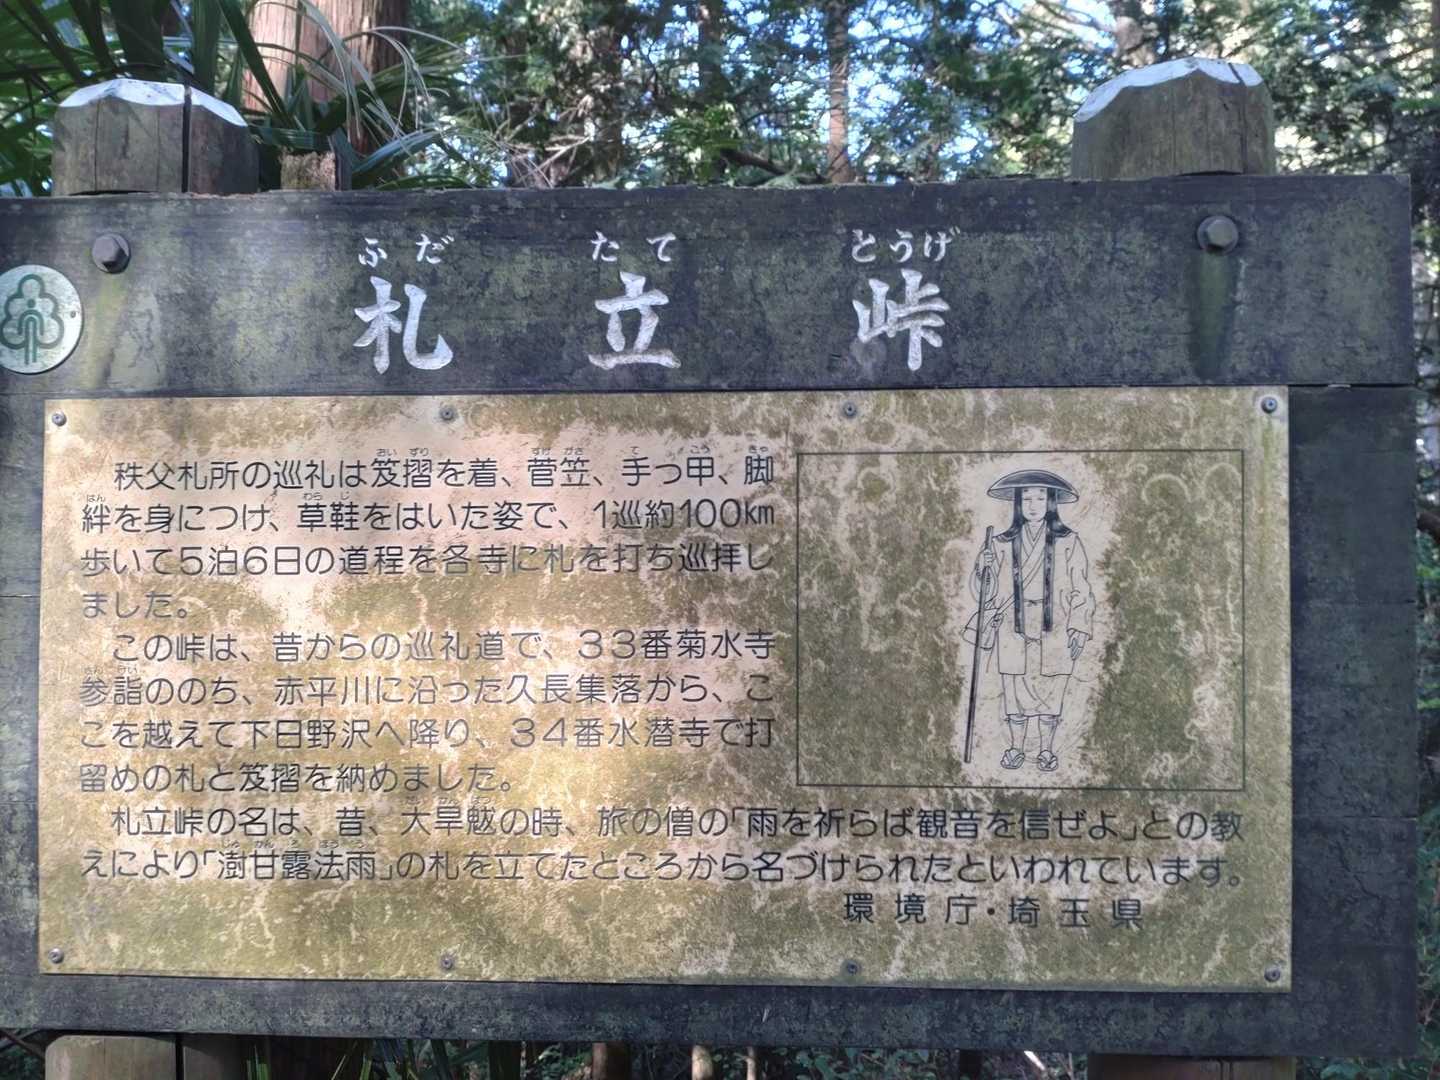 ふだ たて とうげ
札立峠
秩父札所の巡礼は笈摺を着、菅笠、手っ甲、脚
絆を身につけ、草鞋をはいた姿で、1巡約100km
歩いて5泊6日の道程を各寺に札を打ち巡拝し
ました。
この峠は、昔からの巡礼道で、33番菊水寺
参詣ののち、赤平川に沿った久長集落から、こ
こを越えて下日野沢へ降り、34番水潜寺で打
留めの札と笈摺を納めました。
札立峠の名は、昔、大旱魃の時、旅の僧の「雨を祈らば観音を信ぜよ」との教
えにより「澍甘露法雨」の札を立てたところから名づけられたといわれています。
環境庁・埼玉県